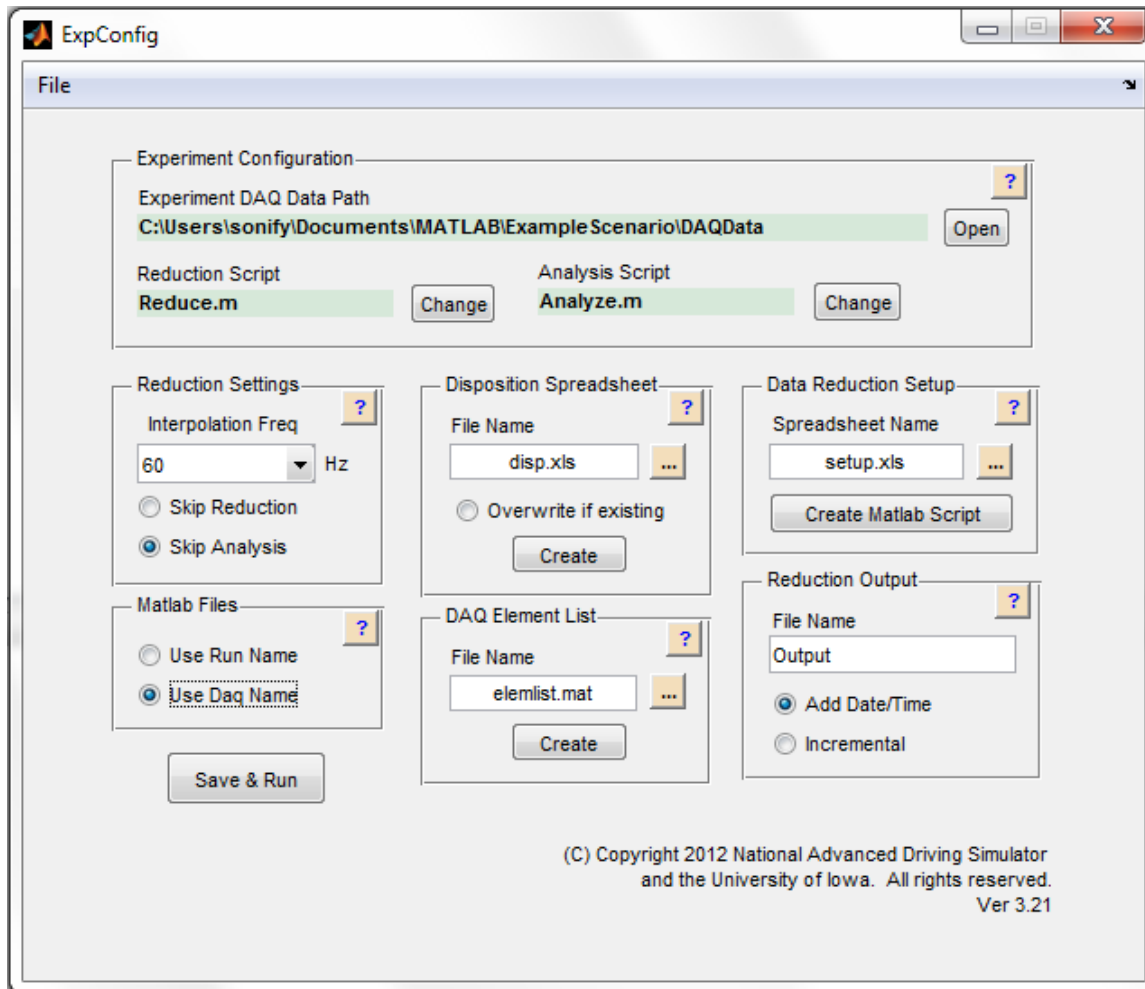 ExpConfig
File
Experiment Configuration
?
Experiment DAQ Data Path
C:\Users\sonify\Documents\MATLAB\ExampleScenario\DAQData
Open
Reduction Script
Reduce.m
Change
Analysis Script
Analyze.m
Change
Reduction Settings
?
Interpolation Freq
60 Hz
Skip Reduction
Skip Analysis
Matlab Files
?
Use Run Name
Use Daq Name
Save & Run
Disposition Spreadsheet
?
File Name
disp.xls ...
Overwrite if existing
Create
DAQ Element List
?
File Name
elemlist.mat ...
Create
Data Reduction Setup
?
Spreadsheet Name
setup.xls ...
Create Matlab Script
Reduction Output
?
File Name
Output
Add Date/Time
Incremental
(C) Copyright 2012 National Advanced Driving Simulator
and the University of Iowa. All rights reserved.
Ver 3.21